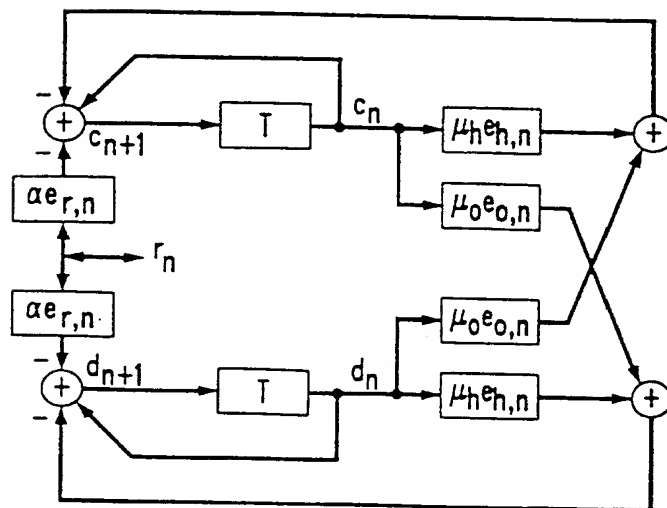 −
+
c_{n+1}
T
c_n
μ_h e_{h,n}
+
−
αe_{r,n}
μ_o e_{o,n}
r_n
αe_{r,n}
μ_o e_{o,n}
−
+
d_{n+1}
T
d_n
μ_h e_{h,n}
+
−